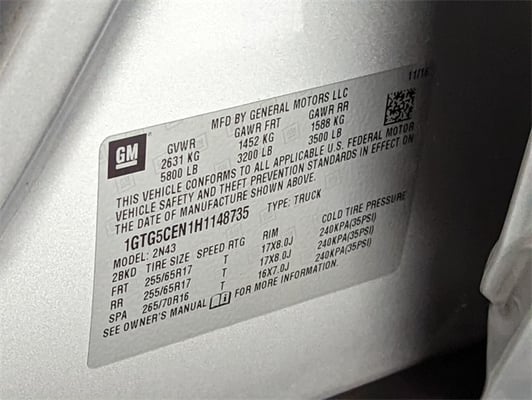 11/16
MFD BY GENERAL MOTORS LLC
GM
GVWR GAWR FRT GAWR RR
2631 KG 1452 KG 1588 KG
5800 LB 3200 LB 3500 LB
THIS VEHICLE CONFORMS TO ALL APPLICABLE U.S. FEDERAL MOTOR
VEHICLE SAFETY AND THEFT PREVENTION STANDARDS IN EFFECT ON
THE DATE OF MANUFACTURE SHOWN ABOVE.
1GTG5CEN1H1148735 TYPE: TRUCK
MODEL: 2N43
2BKD TIRE SIZE SPEED RTG RIM COLD TIRE PRESSURE
FRT 255/65R17 T 17X8.0J 240KPA(35PSI)
RR 255/65R17 T 17X8.0J 240KPA(35PSI)
SPA 265/70R16 T 16X7.0J 240KPA(35PSI)
SEE OWNER'S MANUAL FOR MORE INFORMATION.